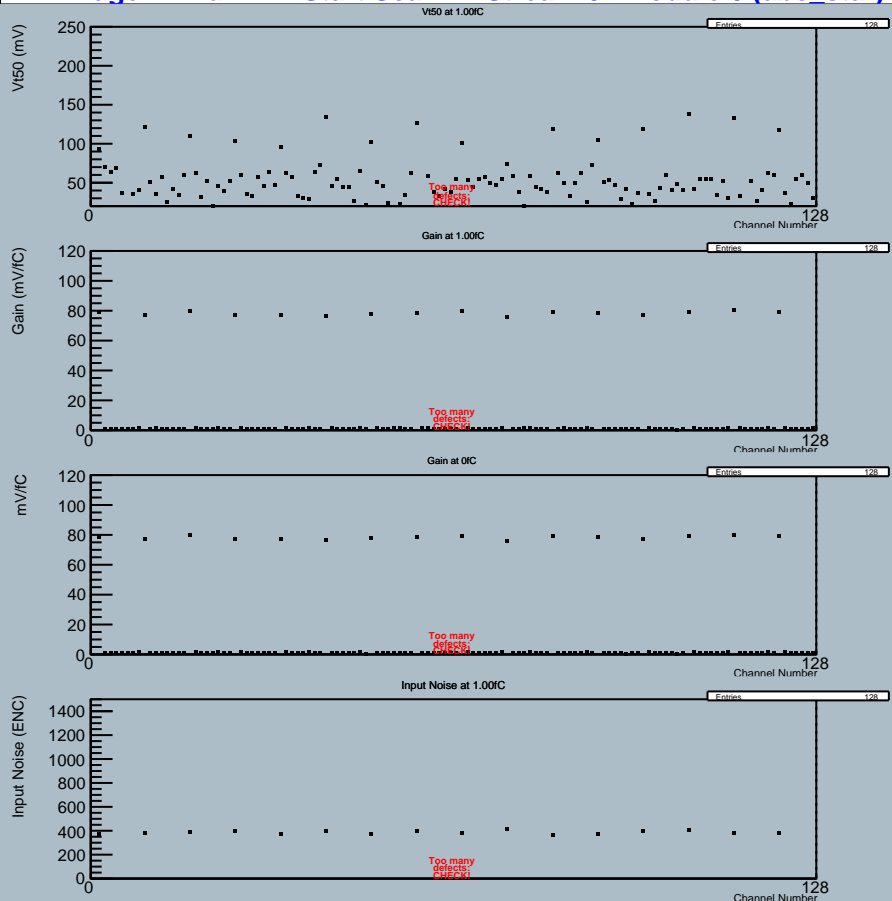 Vt50 at 1.00fC
Entries 128
Vt50 (mV)
250
200
150
100
50
Too many
defects:
CHECK!
0
128
Channel Number
Gain at 1.00fC
Entries 128
Gain (mV/fC)
120
100
80
60
40
20
0
Too many
defects:
CHECK!
0
128
Channel Number
Gain at 0fC
Entries 128
mV/fC
120
100
80
60
40
20
0
Too many
defects:
CHECK!
0
128
Channel Number
Input Noise at 1.00fC
Entries 128
Input Noise (ENC)
1400
1200
1000
800
600
400
200
0
Too many
defects:
CHECK!
0
128
Channel Number